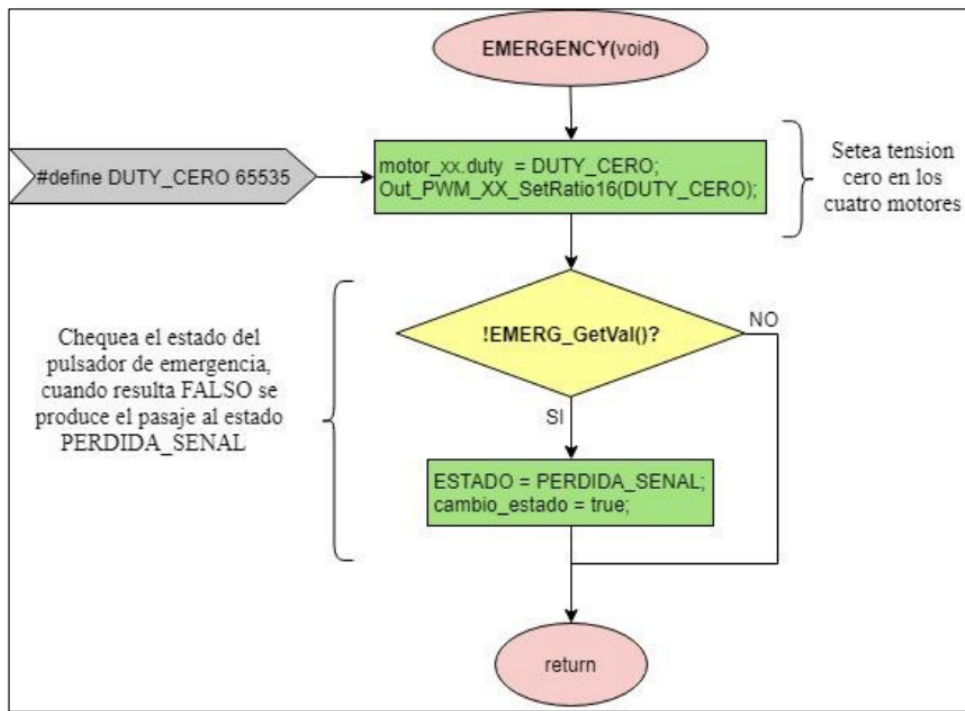 EMERGENCY(void)
#define DUTY_CERO 65535
motor_xx.duty = DUTY_CERO;
Out_PWM_XX_SetRatio16(DUTY_CERO);
Setea tension
cero en los
cuatro motores
Chequea el estado del
pulsador de emergencia,
cuando resulta FALSO se
produce el pasaje al estado
PERDIDA_SENAL
!EMERG_GetVal()?
NO
SI
ESTADO = PERDIDA_SENAL;
cambio_estado = true;
return